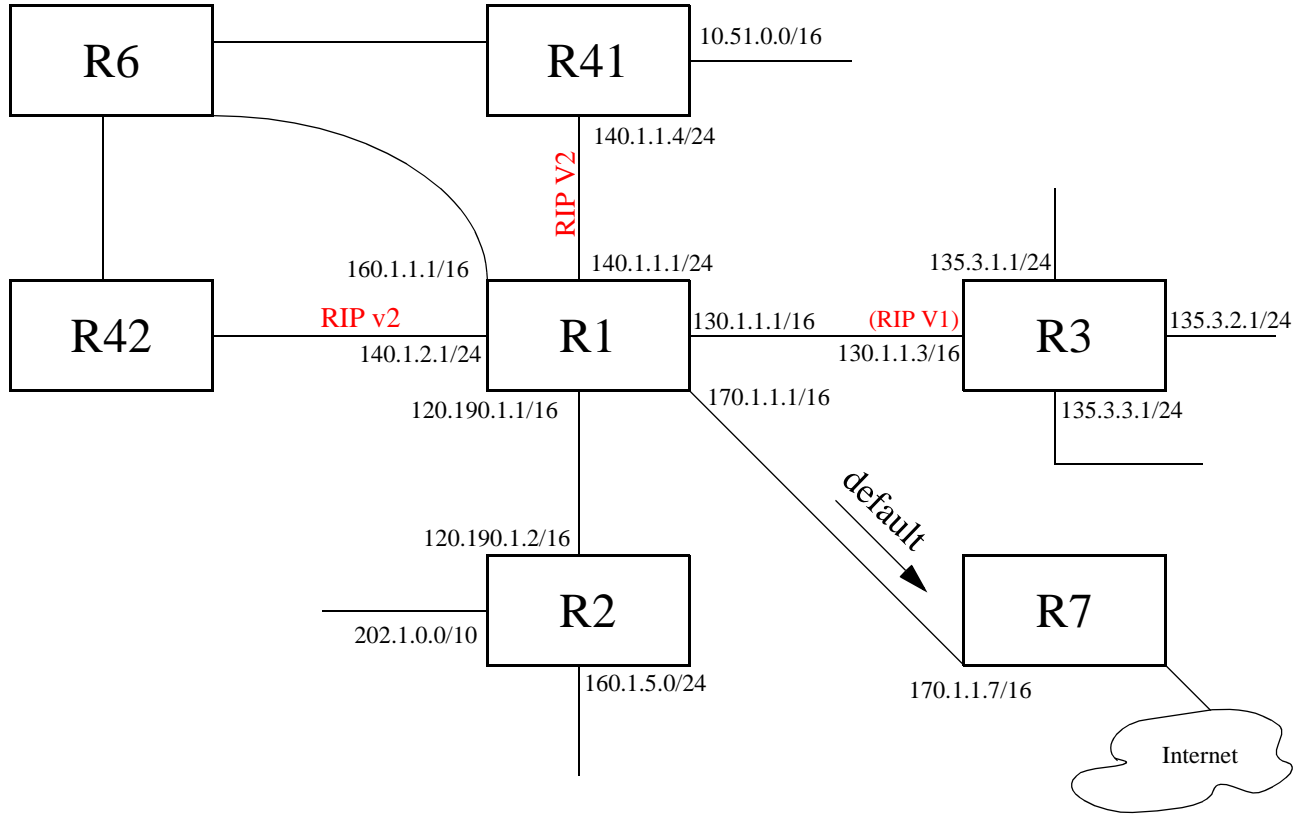 R6
R41
10.51.0.0/16
140.1.1.4/24
RIP V2
160.1.1.1/16
140.1.1.1/24
135.3.1.1/24
R42
RIP v2
140.1.2.1/24
R1
130.1.1.1/16
(RIP V1)
130.1.1.3/16
R3
135.3.2.1/24
120.190.1.1/16
170.1.1.1/16
135.3.3.1/24
default
120.190.1.2/16
R2
202.1.0.0/10
160.1.5.0/24
R7
170.1.1.7/16
Internet